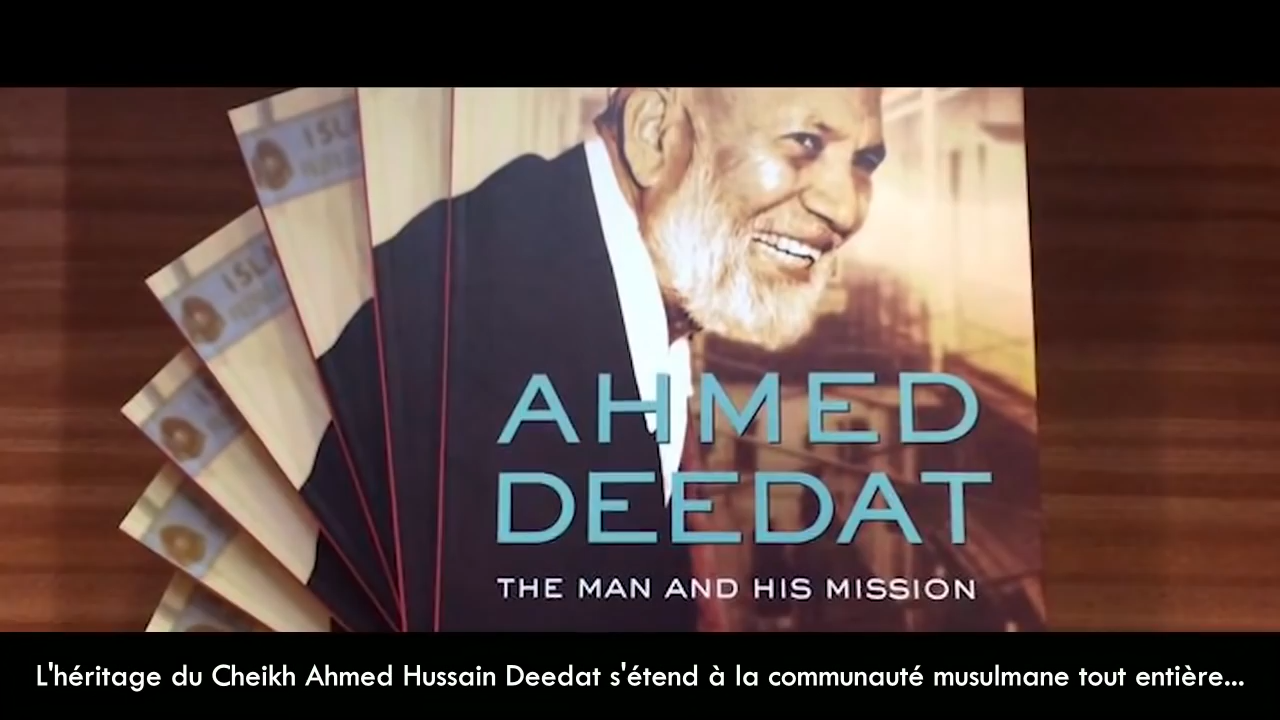 AHMED
DEEDAT
THE MAN AND HIS MISSION
L'héritage du Cheikh Ahmed Hussain Deedat s'étend à la communauté musulmane tout entière...